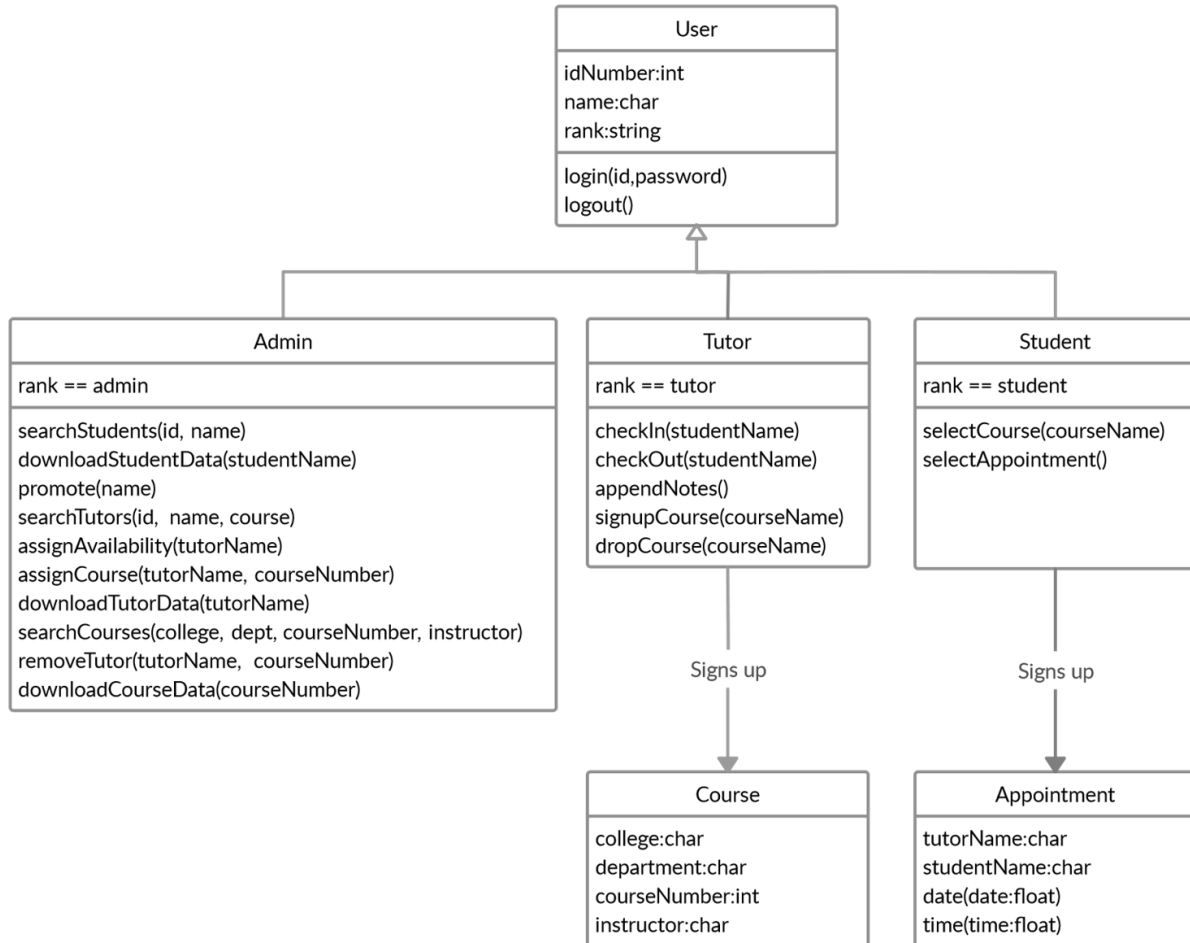 User
idNumber:int
name:char
rank:string
login(id,password)
logout()
Admin
rank == admin
searchStudents(id, name)
downloadStudentData(studentName)
promote(name)
searchTutors(id, name, course)
assignAvailability(tutorName)
assignCourse(tutorName, courseNumber)
downloadTutorData(tutorName)
searchCourses(college, dept, courseNumber, instructor)
removeTutor(tutorName, courseNumber)
downloadCourseData(courseNumber)
Tutor
rank == tutor
checkIn(studentName)
checkOut(studentName)
appendNotes()
signupCourse(courseName)
dropCourse(courseName)
Student
rank == student
selectCourse(courseName)
selectAppointment()
Signs up
Signs up
Course
college:char
department:char
courseNumber:int
instructor:char
Appointment
tutorName:char
studentName:char
date(date:float)
time(time:float)